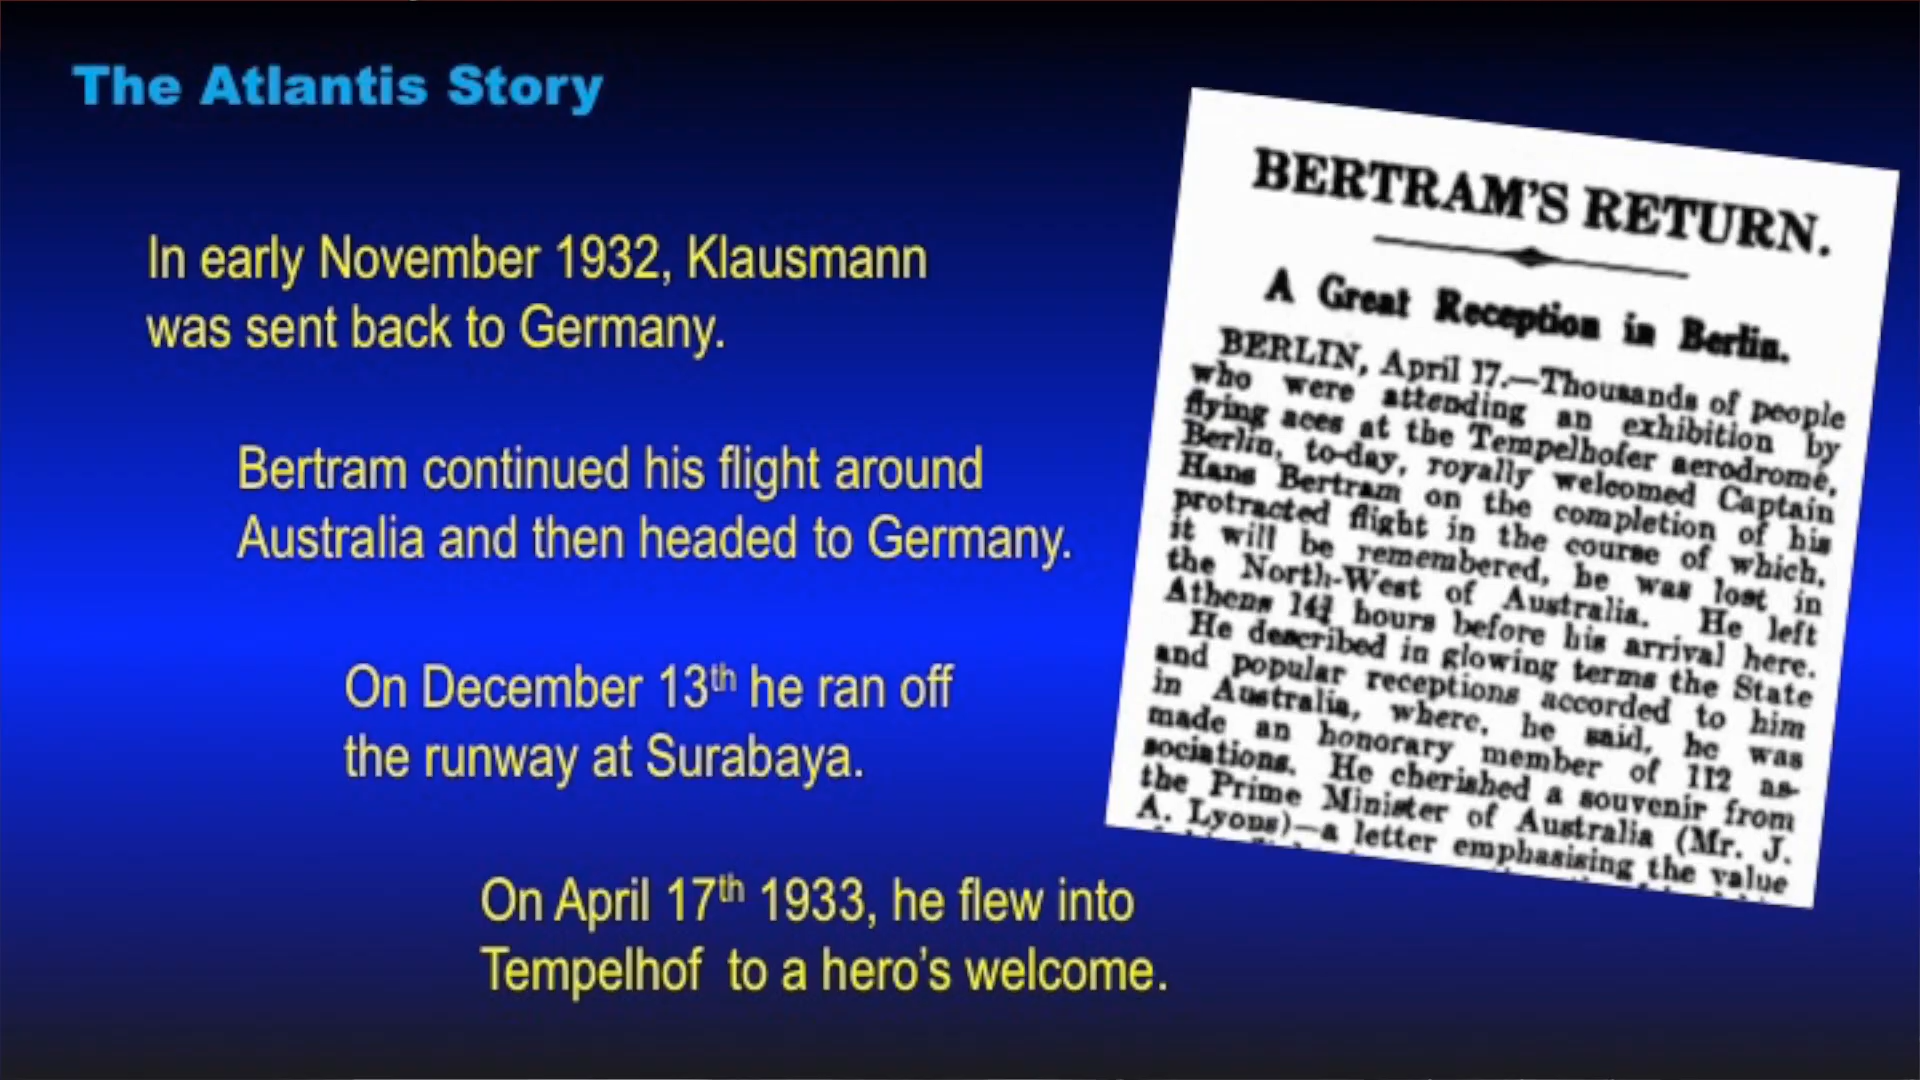 The Atlantis Story
In early November 1932, Klausmann
was sent back to Germany.
Bertram continued his flight around
Australia and then headed to Germany.
On December 13th he ran off
the runway at Surabaya.
On April 17th 1933, he flew into
Tempelhof to a hero's welcome.
BERTRAM'S RETURN.
A Great Reception in Berlin.
BERLIN, April 17.—Thousands of people
who were attending an exhibition by
flying aces at the Tempelhofer aerodrome,
Berlin, to-day, royally welcomed Captain
Hans Bertram on the completion of his
protracted flight in the course of which,
it will be remembered, he was lost in
the North-West of Australia. He left
Athens 14¾ hours before his arrival here.
He described in glowing terms the State
and popular receptions accorded to him
in Australia, where, he said, he was
made an honorary member of 112 as-
sociations. He cherished a souvenir from
the Prime Minister of Australia (Mr. J.
A. Lyons)—a letter emphasising the value